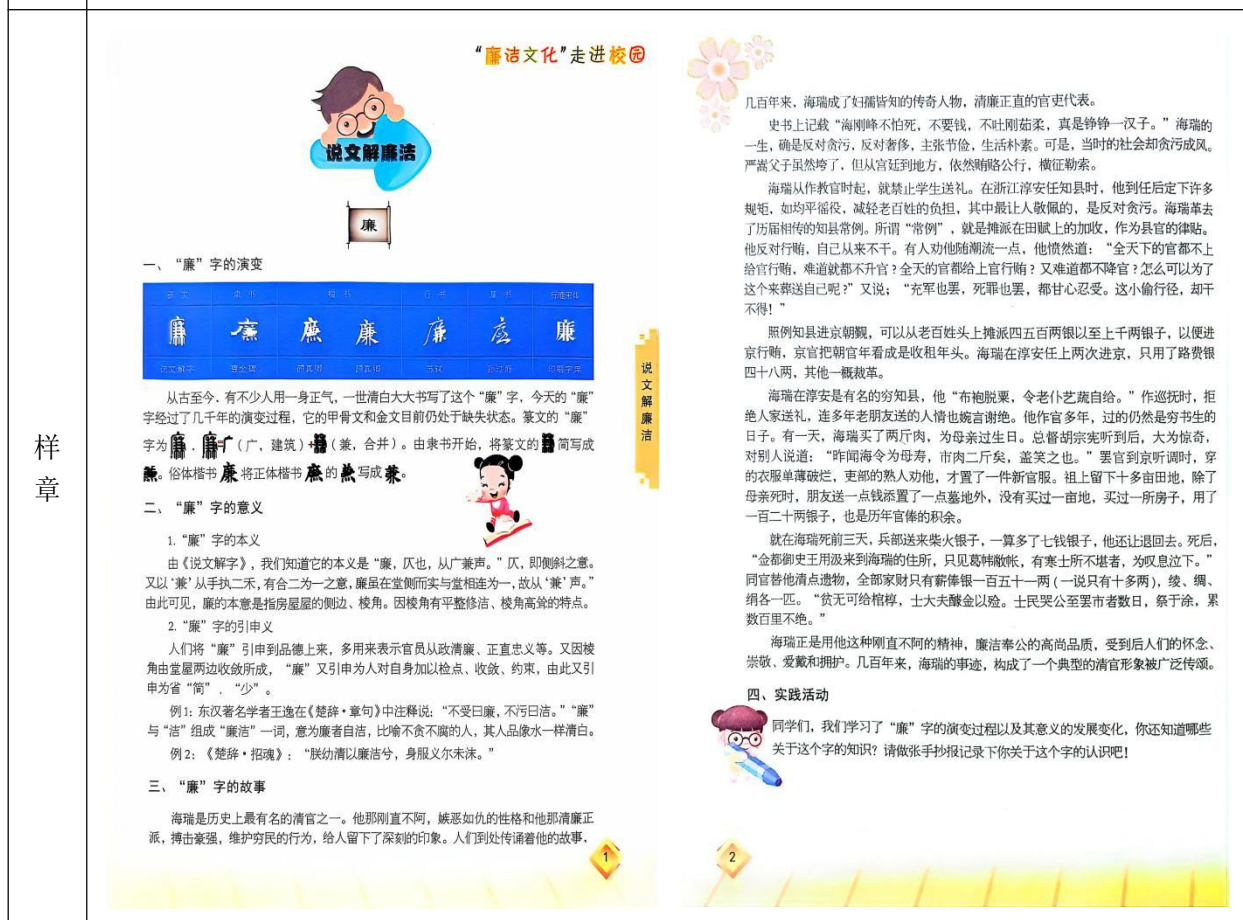 样
章
“廉洁文化”走进校园
说文解廉洁
廉
一、“廉”字的演变
篆文 隶书 楷书 行书 草书 标准宋体
廉 廉 廉 廉 廉 廉 廉
说文解字 颜真卿 颜真卿 印刷字库
从古至今，有不少人用一身正气，一世清白大大书写了这个“廉”字，今天的“廉”
字经过了几千年的演变过程，它的甲骨文和金文目前仍处于缺失状态。篆文的“廉”
字为廉．廉=广（广，建筑）+兼（兼，合并）。由隶书开始，将篆文的兼简写成
兼。俗体楷书廉将正体楷书廉的兼写成兼。
二、“廉”字的意义
1.“廉”字的本义
由《说文解字》，我们知道它的本义是“廉，仄也，从广兼声。”仄，即侧斜之意。
又以‘兼’从手执二禾，有合二为一之意，廉虽在堂侧而实与堂相连为一，故从‘兼’声。”
由此可见，廉的本意是指房屋屋的侧边、棱角。因棱角有平整修洁、棱角高耸的特点。
2.“廉”字的引申义
人们将“廉”引申到品德上来，多用来表示官员从政清廉、正直忠义等。又因棱
角由堂屋两边收敛所成，“廉”又引申为人对自身加以检点、收敛、约束，由此又引
申为省“简”．“少”。
例1：东汉著名学者王逸在《楚辞·章句》中注释说：“不受曰廉，不污曰洁。”“廉”
与“洁”组成“廉洁”一词，意为廉者自洁，比喻不贪不腐的人，其人品像水一样清白。
例2：《楚辞·招魂》：“朕幼清以廉洁兮，身服义尔未沫。”
三、“廉”字的故事
海瑞是历史上最有名的清官之一。他那刚直不阿，嫉恶如仇的性格和他那清廉正
派，搏击豪强，维护穷民的行为，给人留下了深刻的印象。人们到处传诵着他的故事，
说文解廉洁
1
几百年来，海瑞成了妇孺皆知的传奇人物，清廉正直的官吏代表。
史书上记载“海刚峰不怕死，不要钱，不吐刚茹柔，真是铮铮一汉子。”海瑞的
一生，确是反对贪污，反对奢侈，主张节俭，生活朴素。可是，当时的社会却贪污成风。
严嵩父子虽然垮了，但从宫廷到地方，依然贿赂公行，横征勒索。
海瑞从作教官时起，就禁止学生送礼。在浙江淳安任知县时，他到任后定下许多
规矩，如均平徭役，减轻老百姓的负担，其中最让人敬佩的，是反对贪污。海瑞革去
了历届相传的知县常例。所谓“常例”，就是摊派在田赋上的加收，作为县官的津贴。
他反对行贿，自己从来不干。有人劝他随潮流一点，他愤然道：“全天下的官都不上
给官行贿，难道就都不升官？全天的官都给上官行贿？又难道都不降官？怎么可以为了
这个来葬送自己呢？”又说；“充军也罢，死罪也罢，都甘心忍受。这小偷行径，却干
不得！”
照例知县进京朝觐，可以从老百姓头上摊派四五百两银以至上千两银子，以便进
京行贿，京官把朝官年看成是收租年头。海瑞在淳安任上两次进京，只用了路费银
四十八两，其他一概裁革。
海瑞在淳安是有名的穷知县，他“布袍脱粟，令老仆艺蔬自给。”作巡抚时，拒
绝人家送礼，连多年老朋友送的人情也婉言谢绝。他作官多年，过的仍然是穷书生的
日子。有一天，海瑞买了两斤肉，为母亲过生日。总督胡宗宪听到后，大为惊奇，
对别人说道：“昨闻海令为母寿，市肉二斤矣，盖笑之也。”罢官到京听调时，穿
的衣服单薄破烂，吏部的熟人劝他，才置了一件新官服。祖上留下十多亩田地，除了
母亲死时，朋友送一点钱添置了一点墓地外，没有买过一亩地，买过一所房子，用了
一百二十两银子，也是历年官俸的积余。
就在海瑞死前三天，兵部送来柴火银子，一算多了七钱银子，他还让退回去。死后，
“佥都御史王用汲来到海瑞的住所，只见葛帏敝帐，有寒士所不堪者，为叹息泣下。”
同官替他清点遗物，全部家财只有薪俸银一百五十一两（一说只有十多两），绫、绸、
绢各一匹。“贫无可给棺椁，士大夫醵金以殓。士民哭公至罢市者数日，祭于涂，累
数百里不绝。”
海瑞正是用他这种刚直不阿的精神，廉洁奉公的高尚品质，受到后人们的怀念、
崇敬、爱戴和拥护。几百年来，海瑞的事迹，构成了一个典型的清官形象被广泛传颂。
四、实践活动
同学们，我们学习了“廉”字的演变过程以及其意义的发展变化，你还知道哪些
关于这个字的知识？请做张手抄报记录下你关于这个字的认识吧！
2